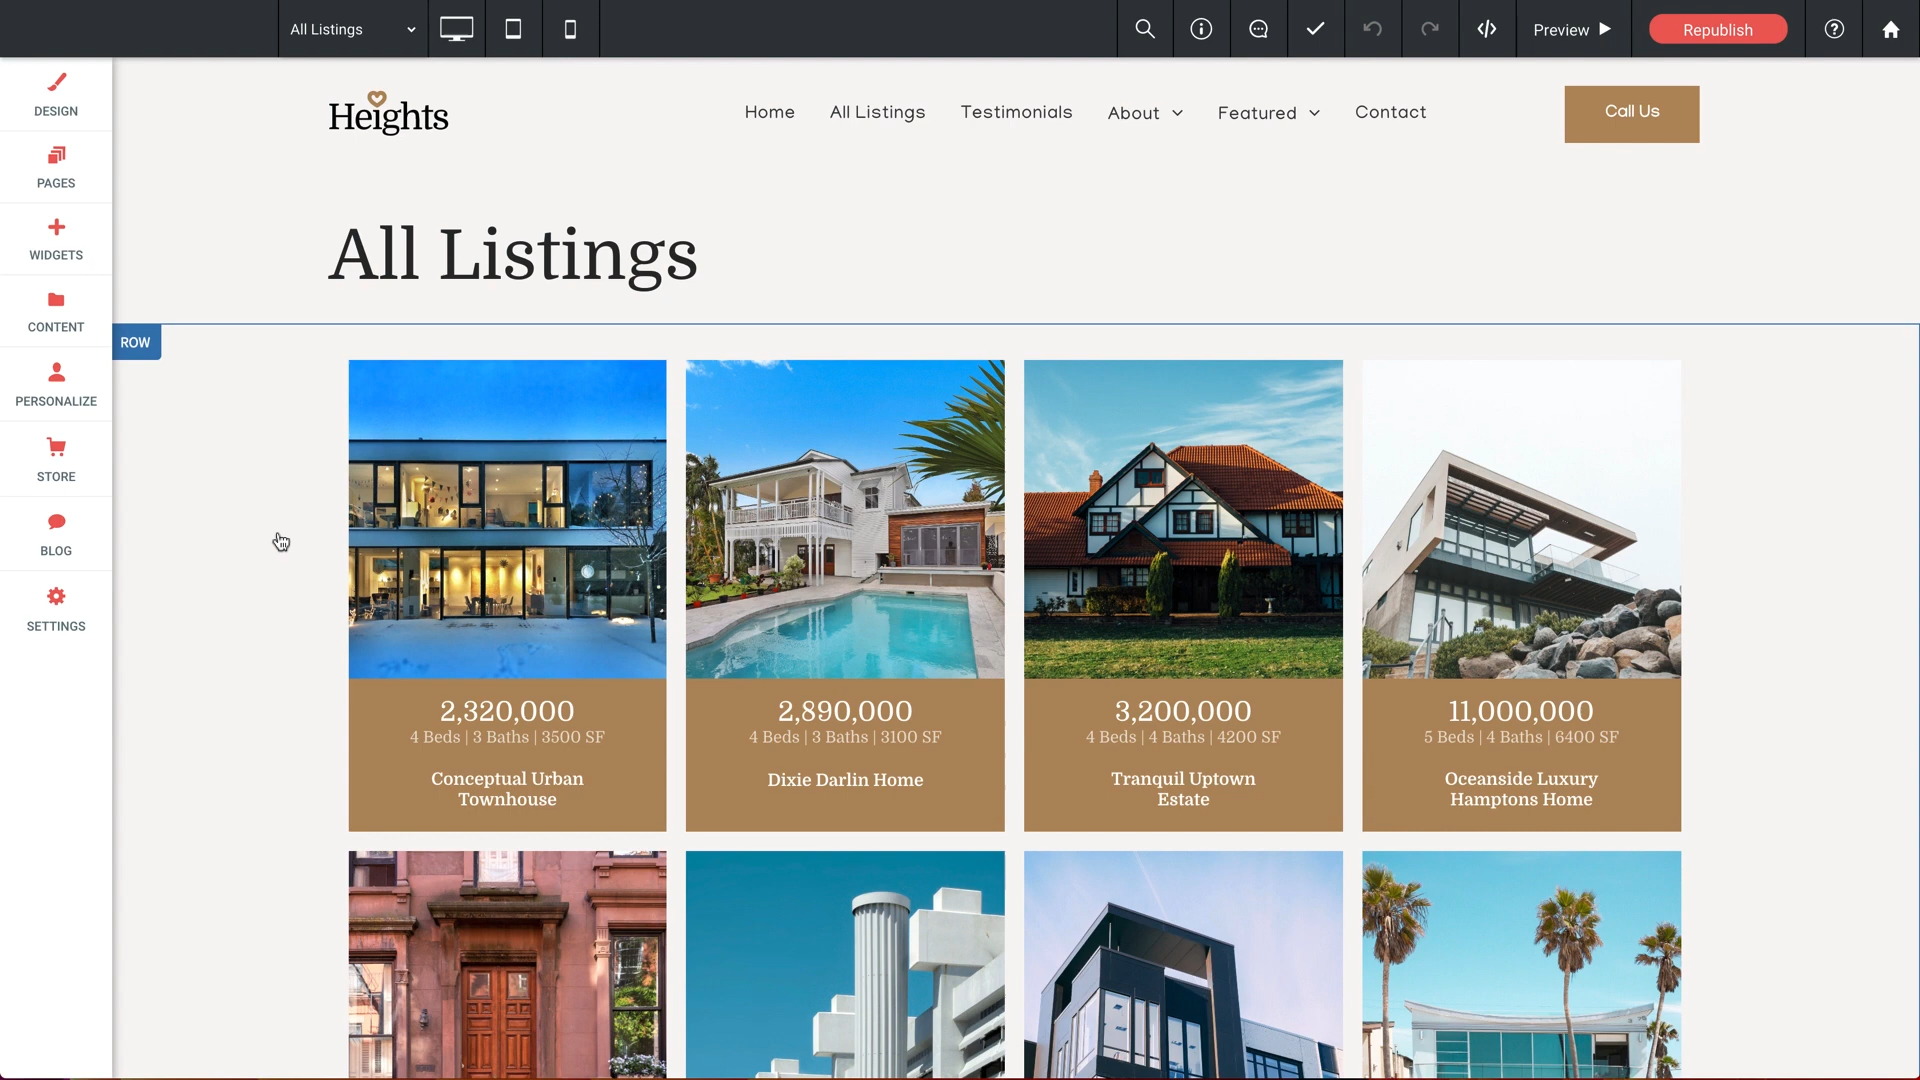 All Listings
Preview
Republish
DESIGN
PAGES
WIDGETS
CONTENT
PERSONALIZE
STORE
BLOG
SETTINGS
Heights
Home
All Listings
Testimonials
About
Featured
Contact
Call Us
All Listings
ROW
2,320,000
4 Beds | 3 Baths | 3500 SF
Conceptual Urban
Townhouse
2,890,000
4 Beds | 3 Baths | 3100 SF
Dixie Darlin Home
3,200,000
4 Beds | 4 Baths | 4200 SF
Tranquil Uptown
Estate
11,000,000
5 Beds | 4 Baths | 6400 SF
Oceanside Luxury
Hamptons Home